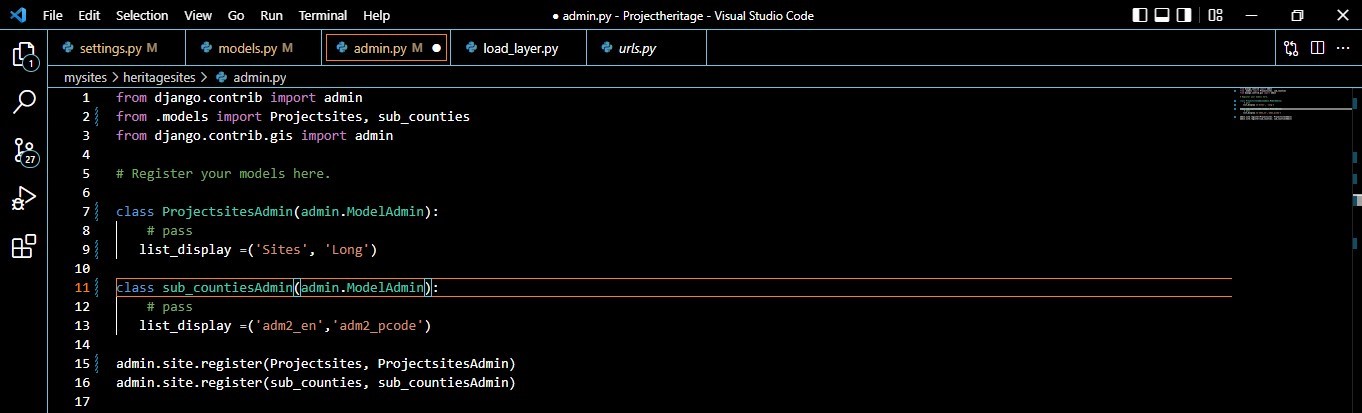 File Edit Selection View Go Run Terminal Help ● admin.py - Projectheritage - Visual Studio Code
settings.py M models.py M admin.py M ● load_layer.py urls.py
mysites > heritagesites > admin.py
1 from django.contrib import admin
2 from .models import Projectsites, sub_counties
3 from django.contrib.gis import admin
4
5 # Register your models here.
6
7 class ProjectsitesAdmin(admin.ModelAdmin):
8 # pass
9 list_display =('Sites', 'Long')
10
11 class sub_countiesAdmin(admin.ModelAdmin):
12 # pass
13 list_display =('adm2_en','adm2_pcode')
14
15 admin.site.register(Projectsites, ProjectsitesAdmin)
16 admin.site.register(sub_counties, sub_countiesAdmin)
17
1
27